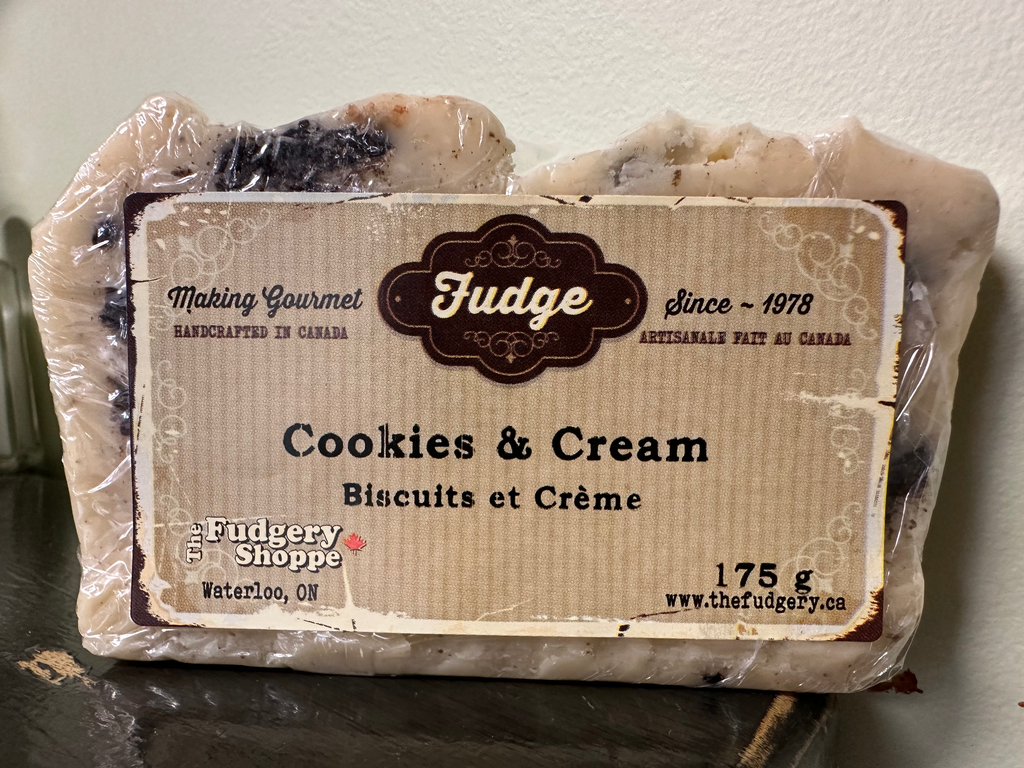 Fudge
Making Gourmet
HANDCRAFTED IN CANADA
Since ~ 1978
ARTISANALE FAIT AU CANADA
Cookies & Cream
Biscuits et Crème
The Fudgery Shoppe
Waterloo, ON
175 g
www.thefudgery.ca